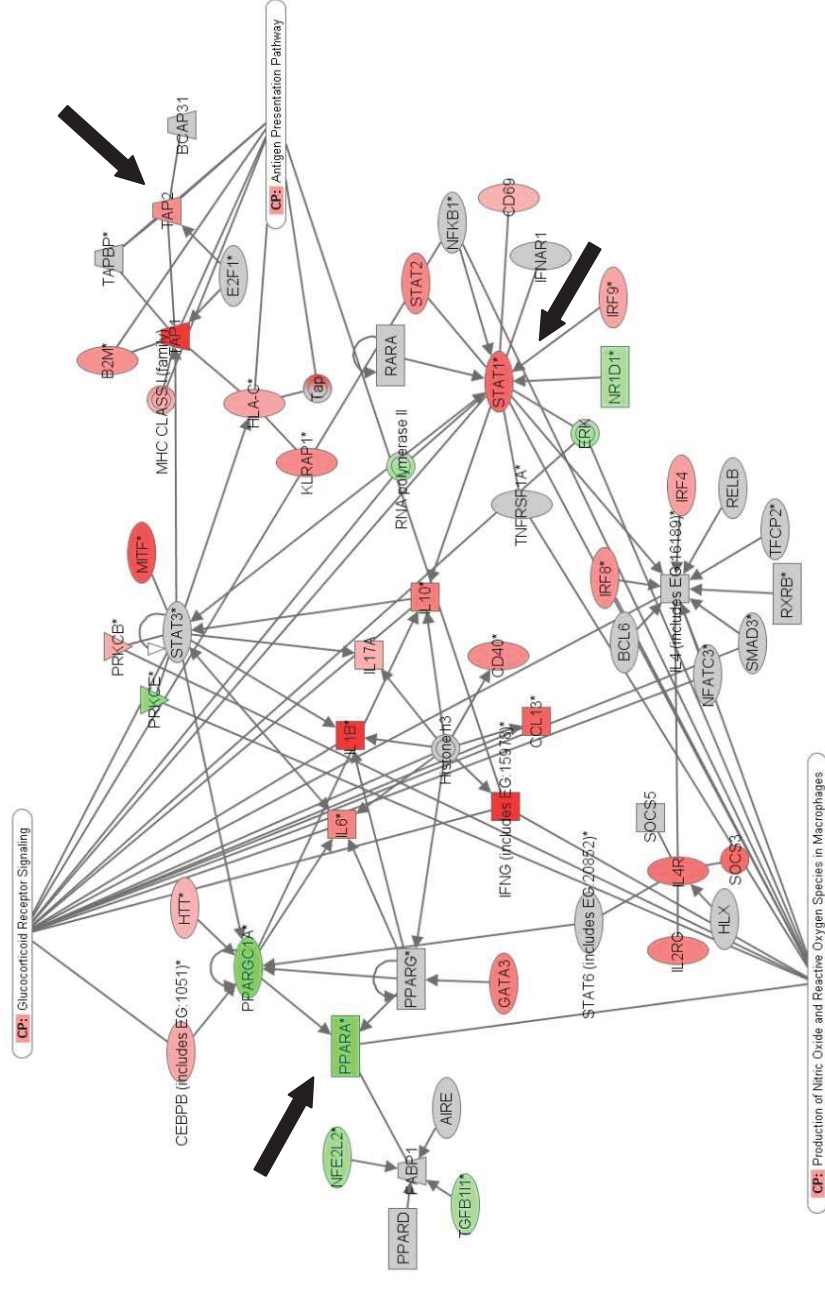 CP: Glucocorticoid Receptor Signaling
CP: Antigen Presentation Pathway
CP: Production of Nitric Oxide and Reactive Oxygen Species in Macrophages
BCAP31
TAP2
TAPBP*
E2F1*
B2M*
TAP1
MHC CLASS I (family)
HLA-C*
Tap
KLRAP1*
RNA polymerase II
RARA
STAT2
NFKB1*
CD69
IFNAR1
IRF9*
STAT1*
NR1D1*
ERK
TNFRSF1A*
MITF*
PRKCB*
STAT3*
PRKCE*
IL10*
IL17A
CD40*
IL1B*
Histone h3
CCL13*
IL6*
IFNG (includes EG:15978)*
IRF4
RELB
TFCP2*
RXRB*
IRF8*
IL4 (includes EG:16189)*
BCL6
SMAD3*
NFATC3*
SOCS5
SOCS3
IL4R
HLX
IL2RG
STAT6 (includes EG:20852)*
HTT*
PPARGC1A*
CEBPB (includes EG:1051)*
PPARG*
GATA3
PPARA*
NFE2L2*
AIRE
FABP1
PPARD
TGFB1I1*